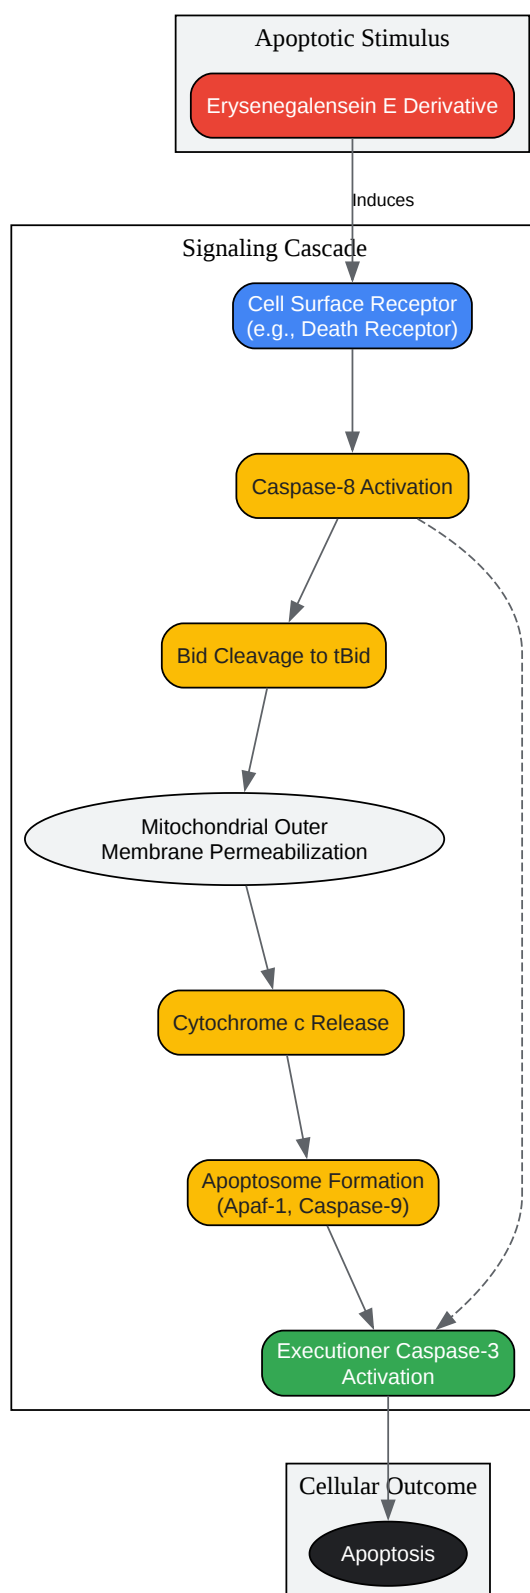 Apoptotic Stimulus
Erysenegalensein E Derivative
Induces
Signaling Cascade
Cell Surface Receptor
(e.g., Death Receptor)
Caspase-8 Activation
Bid Cleavage to tBid
Mitochondrial Outer
Membrane Permeabilization
Cytochrome c Release
Apoptosome Formation
(Apaf-1, Caspase-9)
Executioner Caspase-3
Activation
Cellular Outcome
Apoptosis